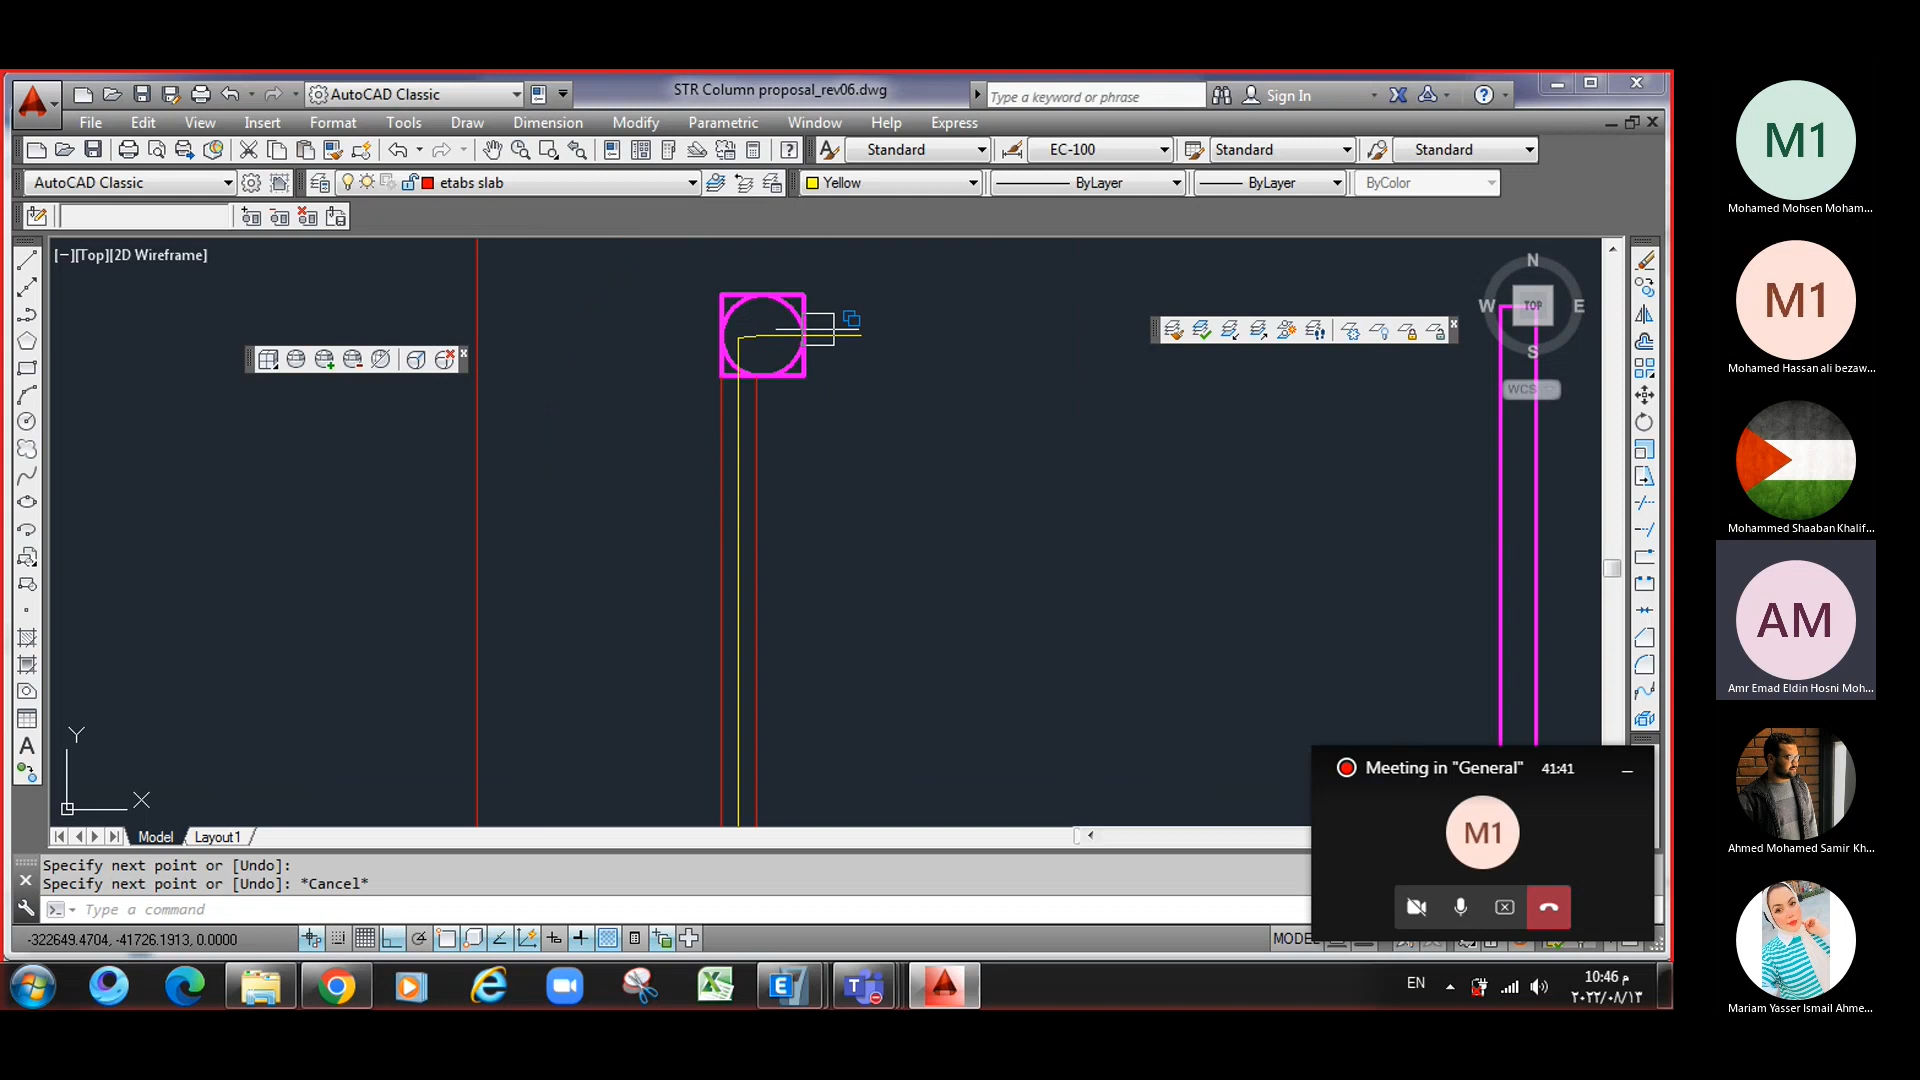 STR Column proposal_rev06.dwg
AutoCAD Classic
Type a keyword or phrase
Sign In
File Edit View Insert Format Tools Draw Dimension Modify Parametric Window Help Express
Standard
EC-100
Standard
Standard
AutoCAD Classic
etabs slab
Yellow
ByLayer
ByLayer
ByColor
[−][Top][2D Wireframe]
N
W TOP E
S
WCS
Y
X
Model Layout1
Specify next point or [Undo]:
Specify next point or [Undo]: *Cancel*
Type a command
-322649.4704, -41726.1913, 0.0000
MODEL
Meeting in "General" 41:41
M1
EN
10:46 م
٢٠٢٢/٠٨/١٣
M1
Mohamed Mohsen Moham...
M1
Mohamed Hassan ali bezaw...
Mohammed Shaaban Khalif...
AM
Amr Emad Eldin Hosni Moh...
Ahmed Mohamed Samir Kh...
Mariam Yasser Ismail Ahme...